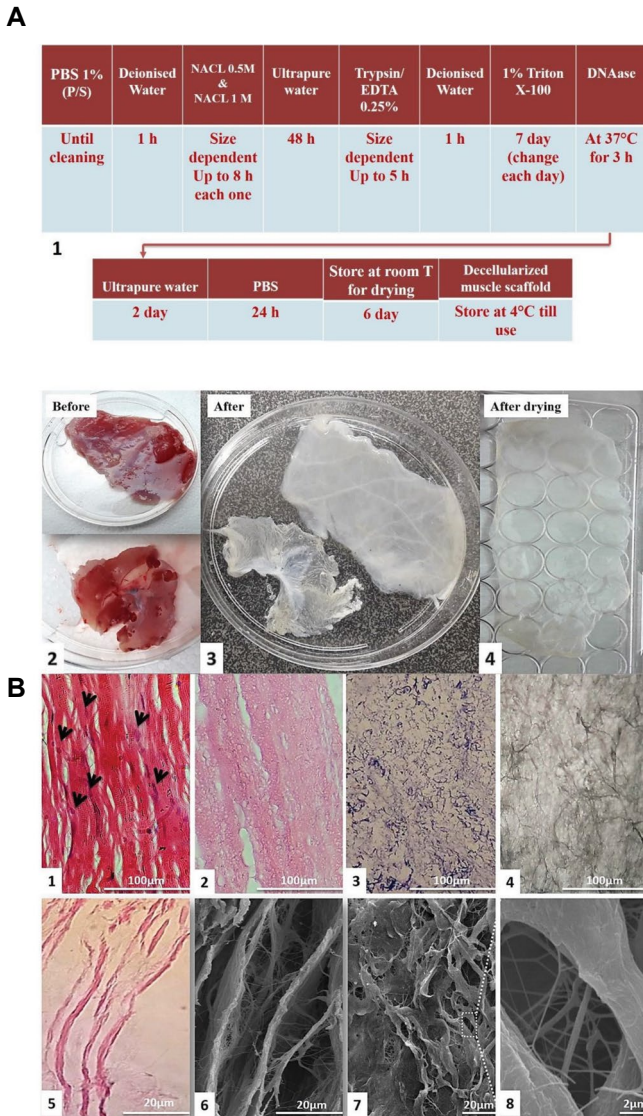 A
PBS 1%
(P/S)
Deionised
Water
NACL 0.5M
&
NACL 1 M
Ultrapure
water
Trypsin/
EDTA
0.25%
Deionised
Water
1% Triton
X-100
DNAase
Until
cleaning
1 h
Size
dependent
Up to 8 h
each one
48 h
Size
dependent
Up to 5 h
1 h
7 day
(change
each day)
At 37°C
for 3 h
1
Ultrapure water
PBS
Store at room T
for drying
Decellularized
muscle scaffold
2 day
24 h
6 day
Store at 4°C till
use
Before
After
After drying
2
3
4
B
100µm
1
100µm
2
100µm
3
100µm
4
20µm
5
20µm
6
20µm
7
2µm
8